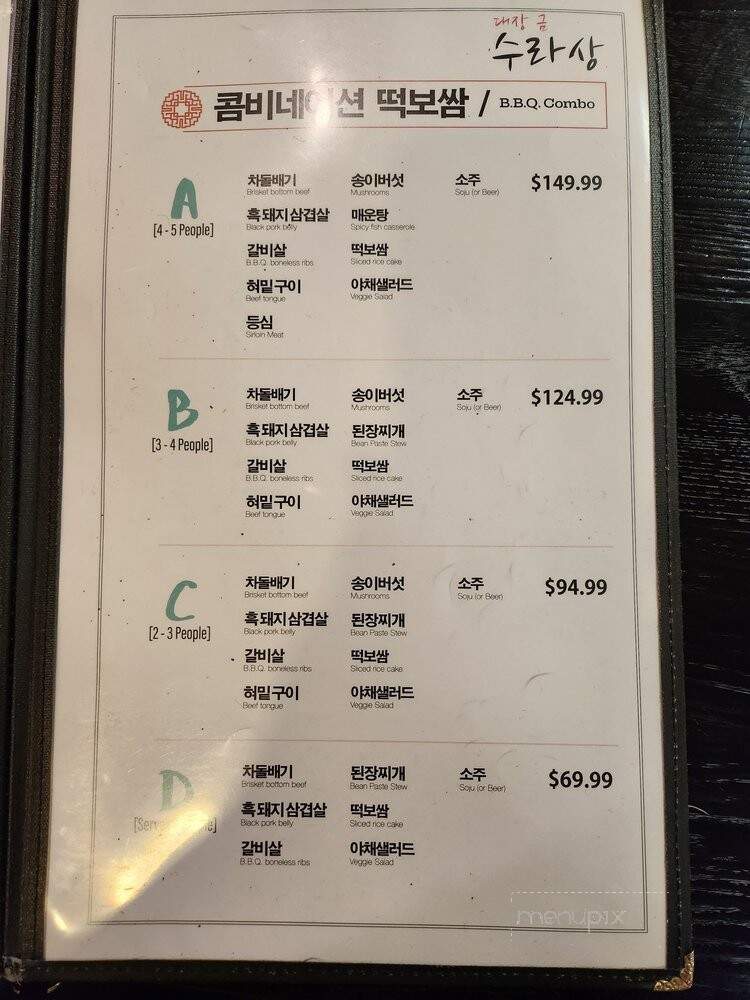 대장금
수라상
콤비네이션 떡보쌈 / B.B.Q. Combo
A
[4 - 5 People]
차돌배기 송이버섯 소주 $149.99
Brisket bottom beef Mushrooms Soju (or Beer)
흑돼지삼겹살 매운탕
Black pork belly Spicy fish casserole
갈비살 떡보쌈
B.B.Q. boneless ribs Sliced rice cake
혀밑구이 야채샐러드
Beef tongue Veggie Salad
등심
Sirloin Meat
B
[3 - 4 People]
차돌배기 송이버섯 소주 $124.99
Brisket bottom beef Mushrooms Soju (or Beer)
흑돼지삼겹살 된장찌개
Black pork belly Bean Paste Stew
갈비살 떡보쌈
B.B.Q. boneless ribs Sliced rice cake
혀밑구이 야채샐러드
Beef tongue Veggie Salad
C
[2 - 3 People]
차돌배기 송이버섯 소주 $94.99
Brisket bottom beef Mushrooms Soju (or Beer)
흑돼지삼겹살 된장찌개
Black pork belly Bean Paste Stew
갈비살 떡보쌈
B.B.Q. boneless ribs Sliced rice cake
혀밑구이 야채샐러드
Beef tongue Veggie Salad
D
차돌배기 된장찌개 소주 $69.99
Brisket bottom beef Bean Paste Stew Soju (or Beer)
흑돼지삼겹살 떡보쌈
Black pork belly Sliced rice cake
갈비살 야채샐러드
B.B.Q. boneless ribs Veggie Salad
menupix